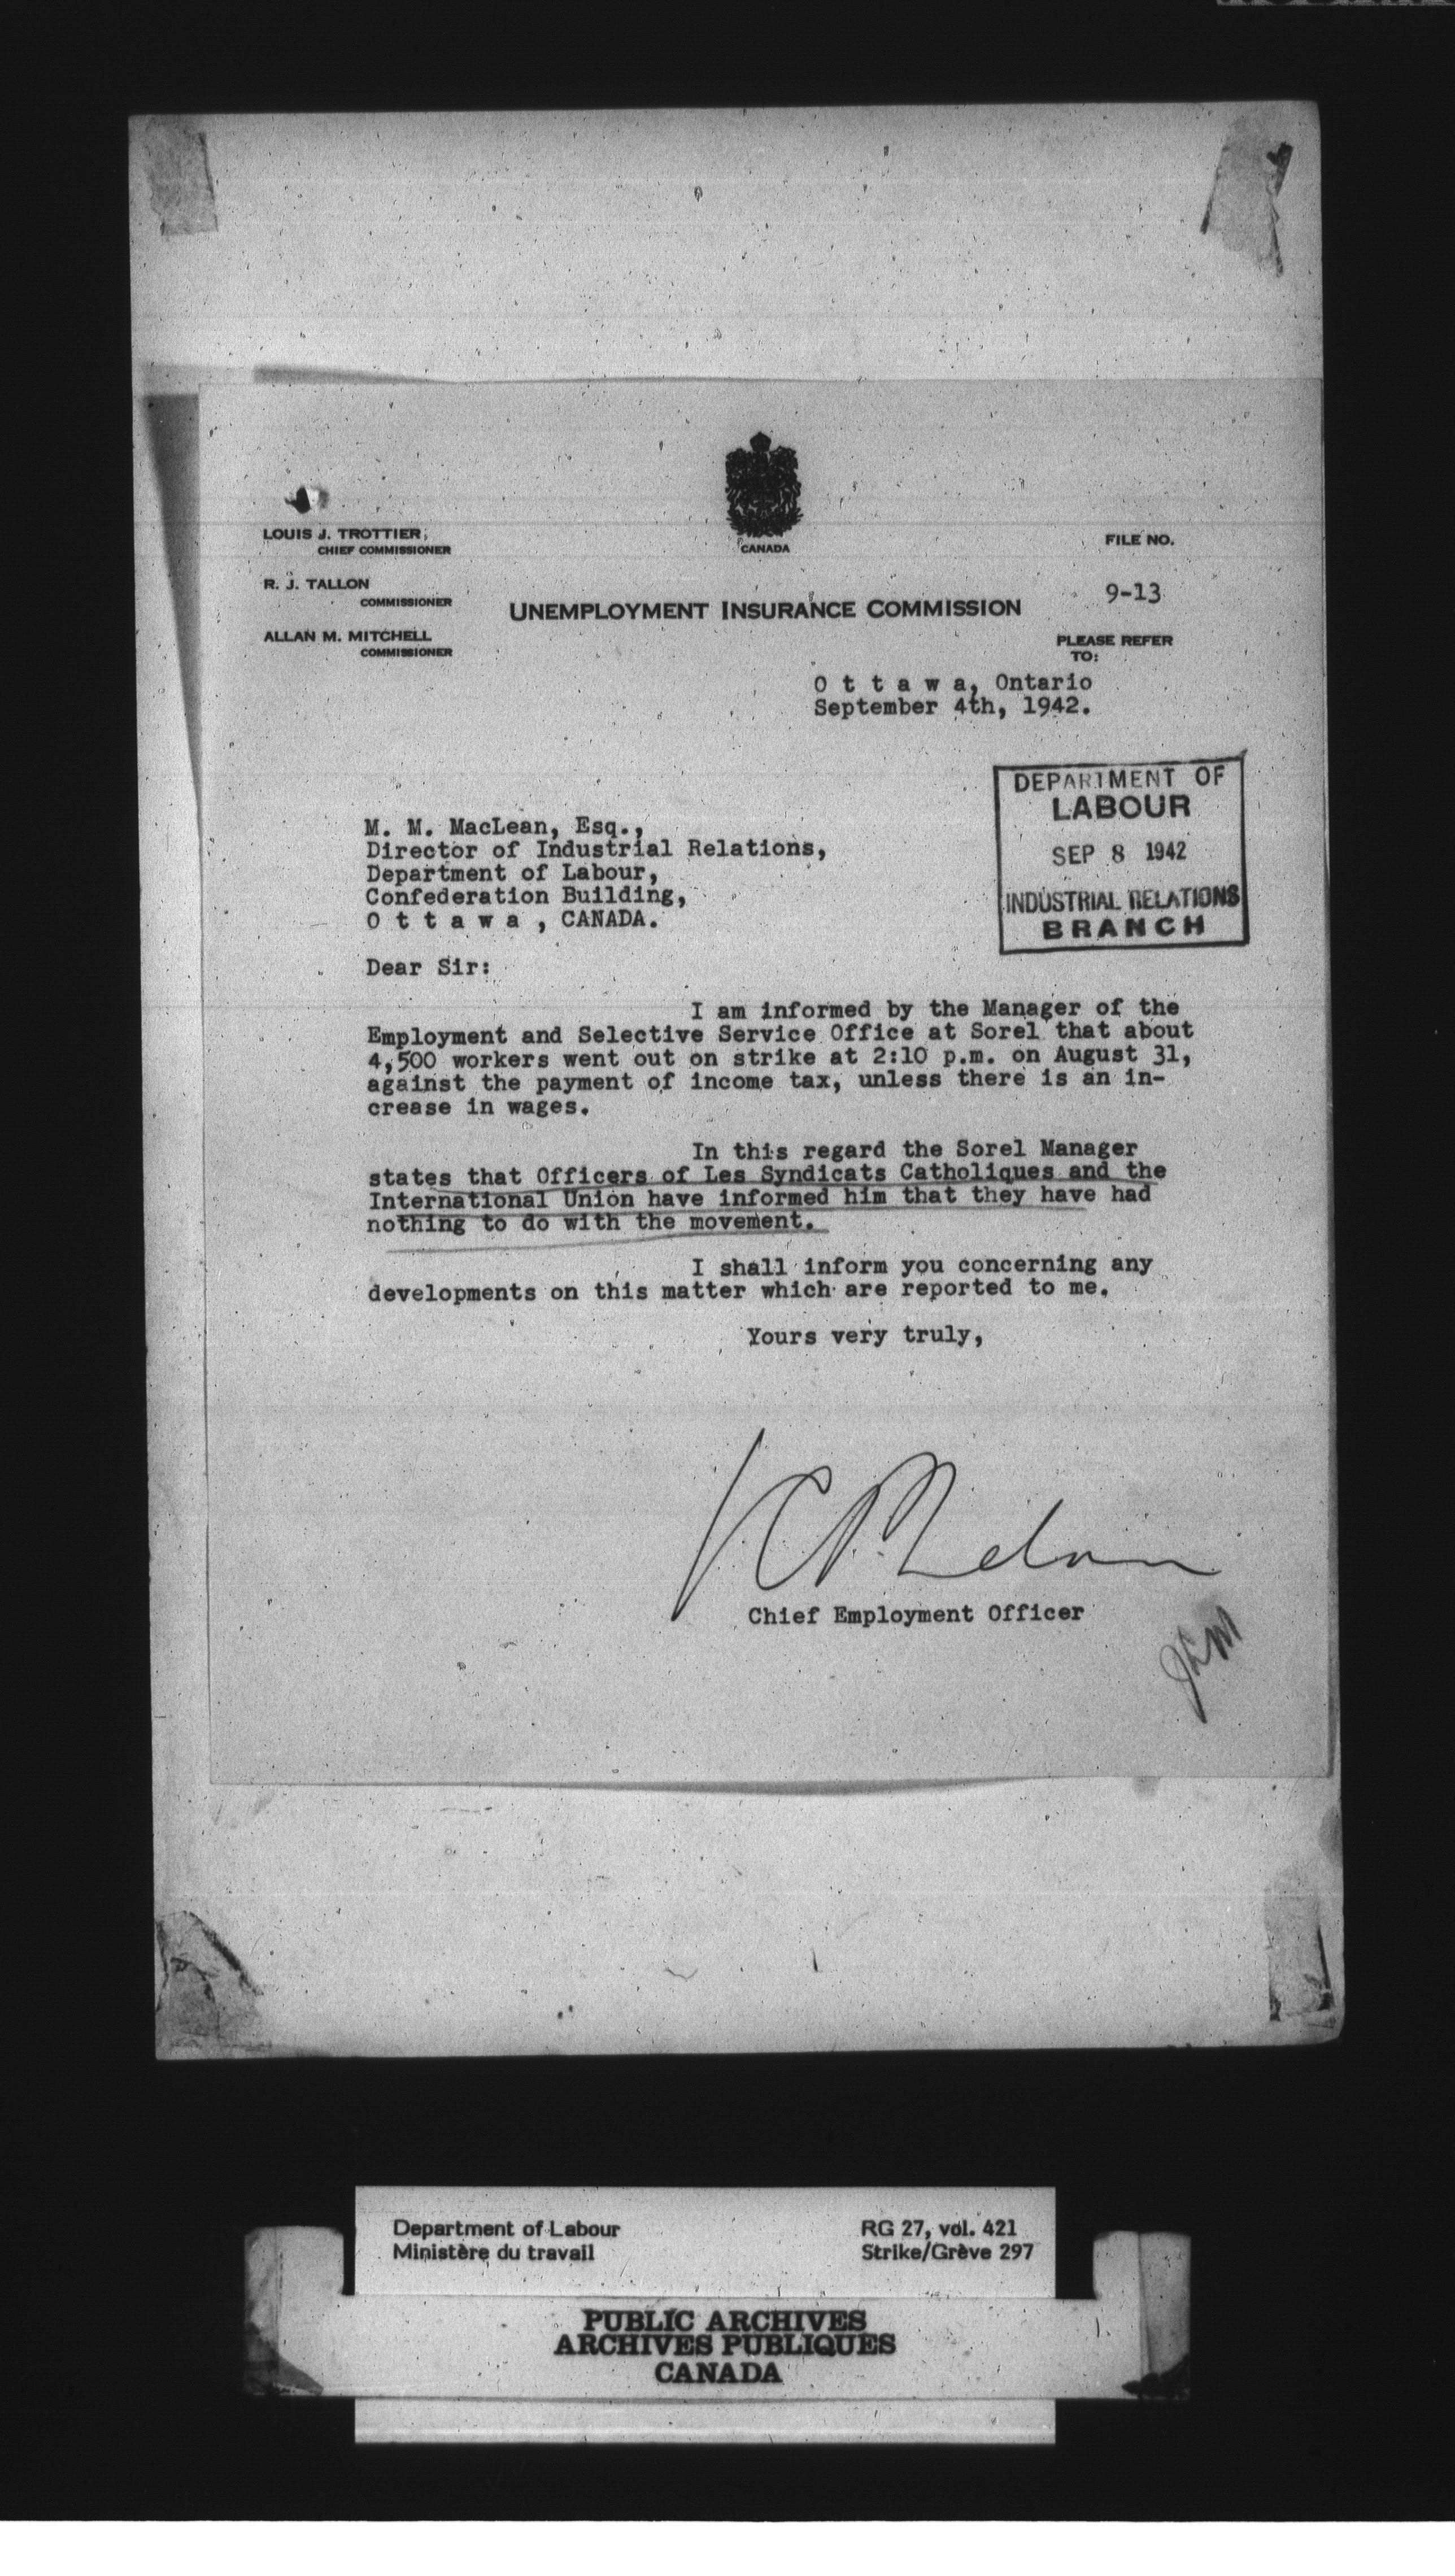 LOUIS J. TROTTIER,
CHIEF COMMISSIONER
R. J. TALLON
COMMISSIONER
ALLAN M. MITCHELL
COMMISSIONER
CANADA
UNEMPLOYMENT INSURANCE COMMISSION
FILE NO.
9-13
PLEASE REFER
TO:
O t t a w a, Ontario
September 4th, 1942.
DEPARTMENT OF
LABOUR
SEP 8 1942
INDUSTRIAL RELATIONS
BRANCH
M. M. MacLean, Esq.,
Director of Industrial Relations,
Department of Labour,
Confederation Building,
O t t a w a , CANADA.
Dear Sir:
I am informed by the Manager of the
Employment and Selective Service Office at Sorel that about
4,500 workers went out on strike at 2:10 p.m. on August 31,
against the payment of income tax, unless there is an in-
crease in wages.
In this regard the Sorel Manager
states that Officers of Les Syndicats Catholiques and the
International Union have informed him that they have had
nothing to do with the movement.
I shall inform you concerning any
developments on this matter which are reported to me.
Yours very truly,
Chief Employment Officer
Department of Labour
Ministère du travail
RG 27, vol. 421
Strike/Grève 297
PUBLIC ARCHIVES
ARCHIVES PUBLIQUES
CANADA